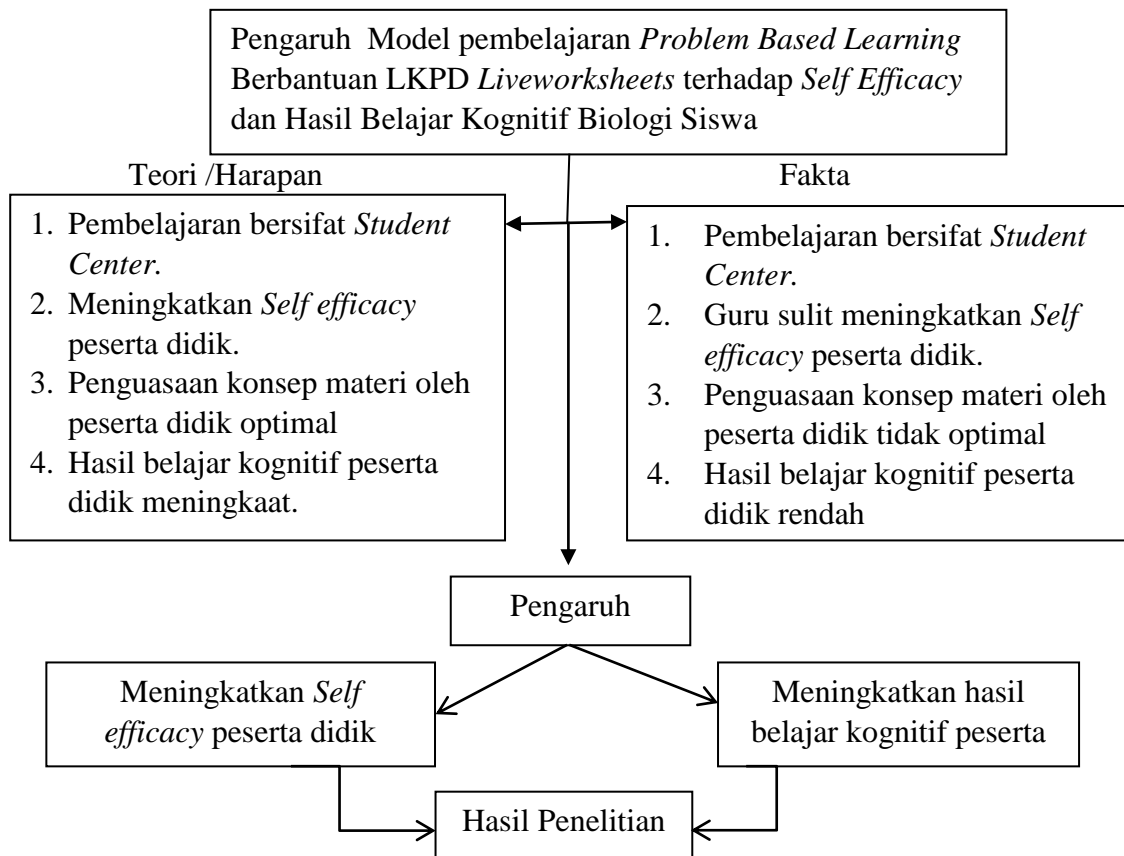 Pengaruh Model pembelajaran Problem Based Learning
Berbantuan LKPD Liveworksheets terhadap Self Efficacy
dan Hasil Belajar Kognitif Biologi Siswa
Teori /Harapan
1. Pembelajaran bersifat Student
Center.
2. Meningkatkan Self efficacy
peserta didik.
3. Penguasaan konsep materi oleh
peserta didik optimal
4. Hasil belajar kognitif peserta
didik meningkaat.
Fakta
1. Pembelajaran bersifat Student
Center.
2. Guru sulit meningkatkan Self
efficacy peserta didik.
3. Penguasaan konsep materi oleh
peserta didik tidak optimal
4. Hasil belajar kognitif peserta
didik rendah
Pengaruh
Meningkatkan Self
efficacy peserta didik
Meningkatkan hasil
belajar kognitif peserta
Hasil Penelitian